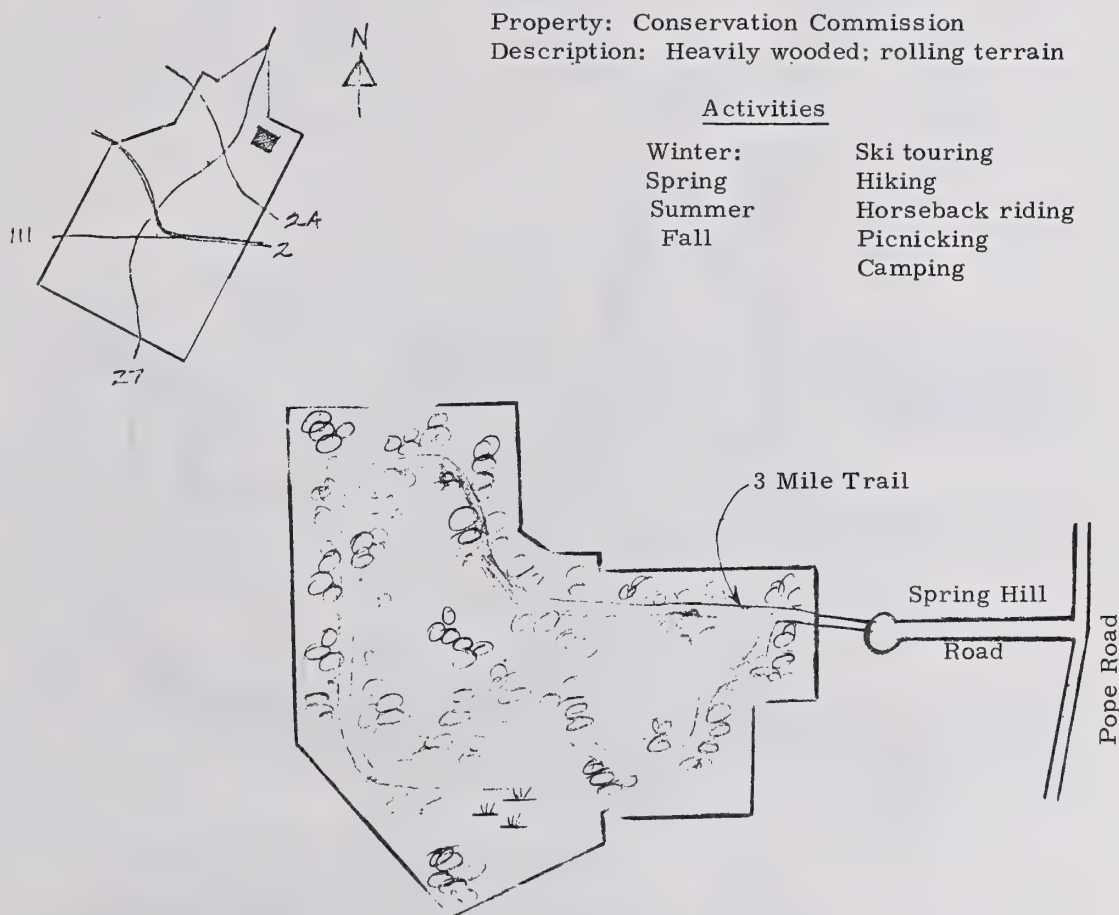 Property: Conservation Commission
Description: Heavily wooded; rolling terrain
N
Activities
Winter: Ski touring
Spring Hiking
Summer Horseback riding
Fall Picnicking
Camping
111
2A
2
27
3 Mile Trail
Spring Hill
Road
Pope Road